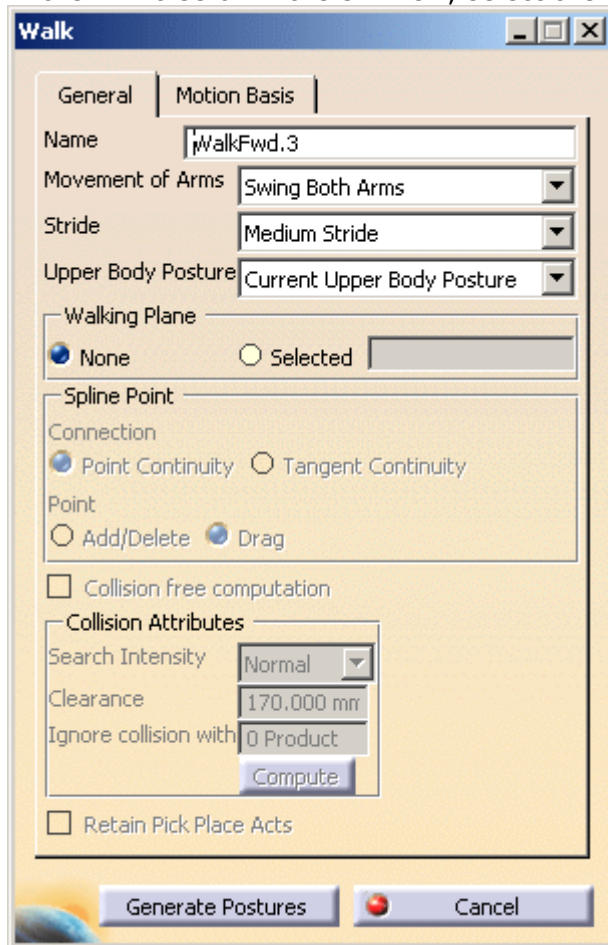 Walk
General Motion Basis
Name WalkFwd.3
Movement of Arms Swing Both Arms
Stride Medium Stride
Upper Body Posture Current Upper Body Posture
Walking Plane
None Selected
Spline Point
Connection
Point Continuity Tangent Continuity
Point
Add/Delete Drag
Collision free computation
Collision Attributes
Search Intensity Normal
Clearance 170.000 mm
Ignore collision with 0 Product
Compute
Retain Pick Place Acts
Generate Postures Cancel